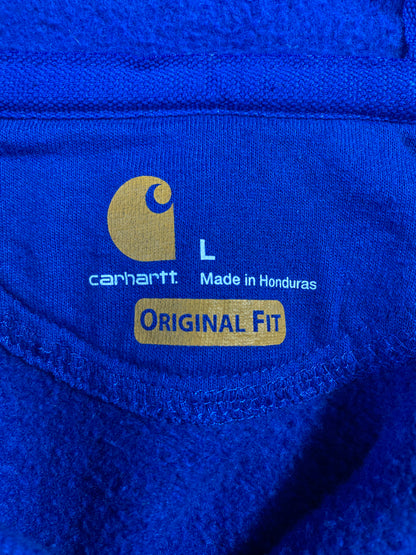 L
carhartt. Made in Honduras
ORIGINAL FIT